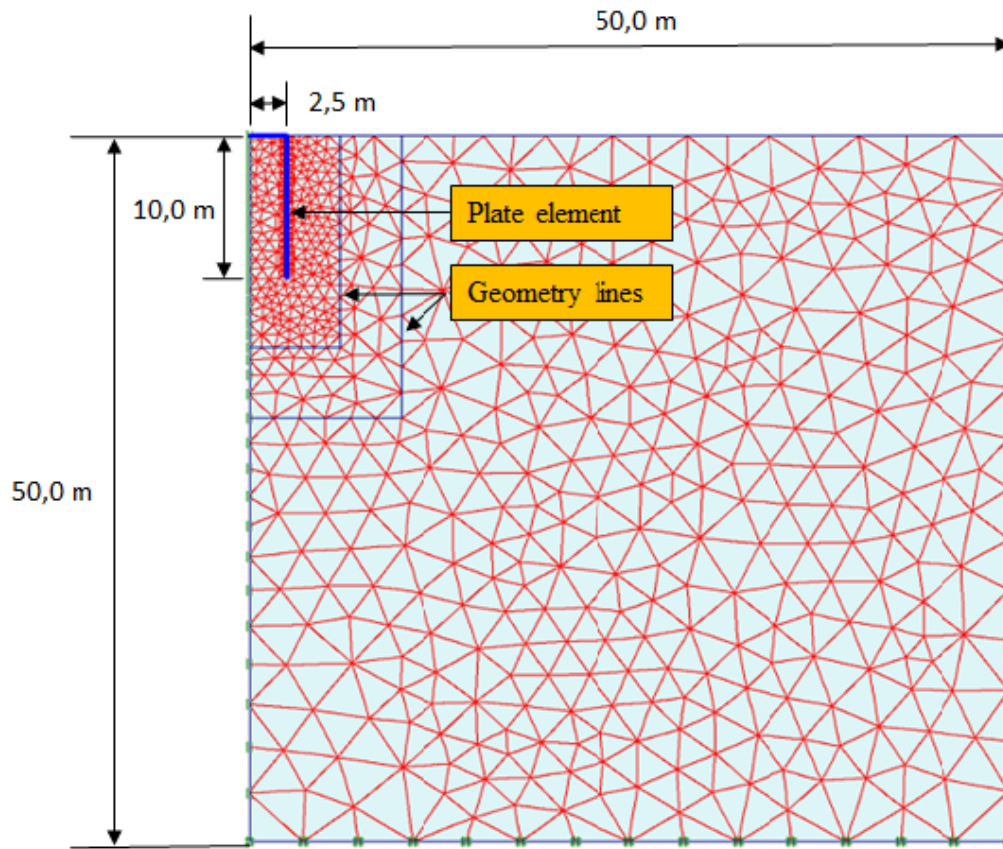 50,0 m
2,5 m
10,0 m
Plate element
Geometry lines
50,0 m